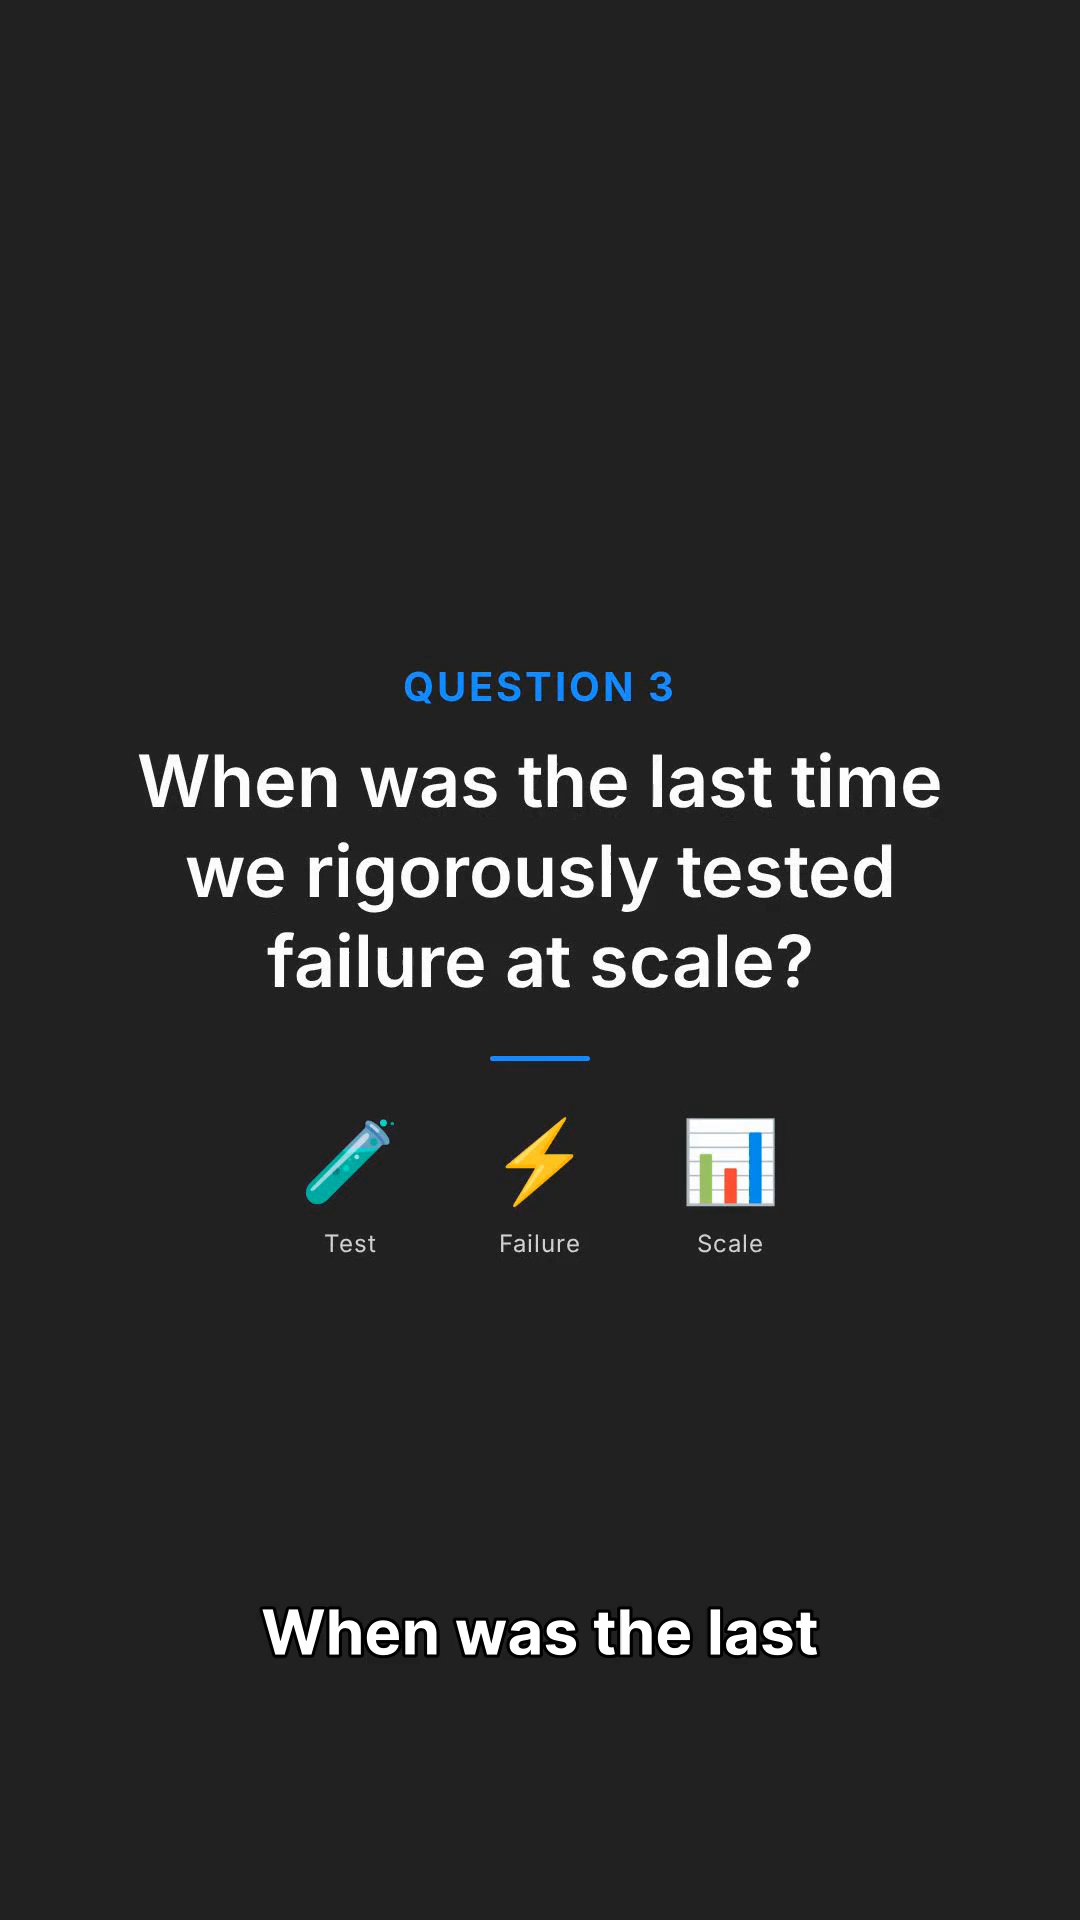 QUESTION 3
When was the last time
we rigorously tested
failure at scale?
Test
Failure
Scale
When was the last